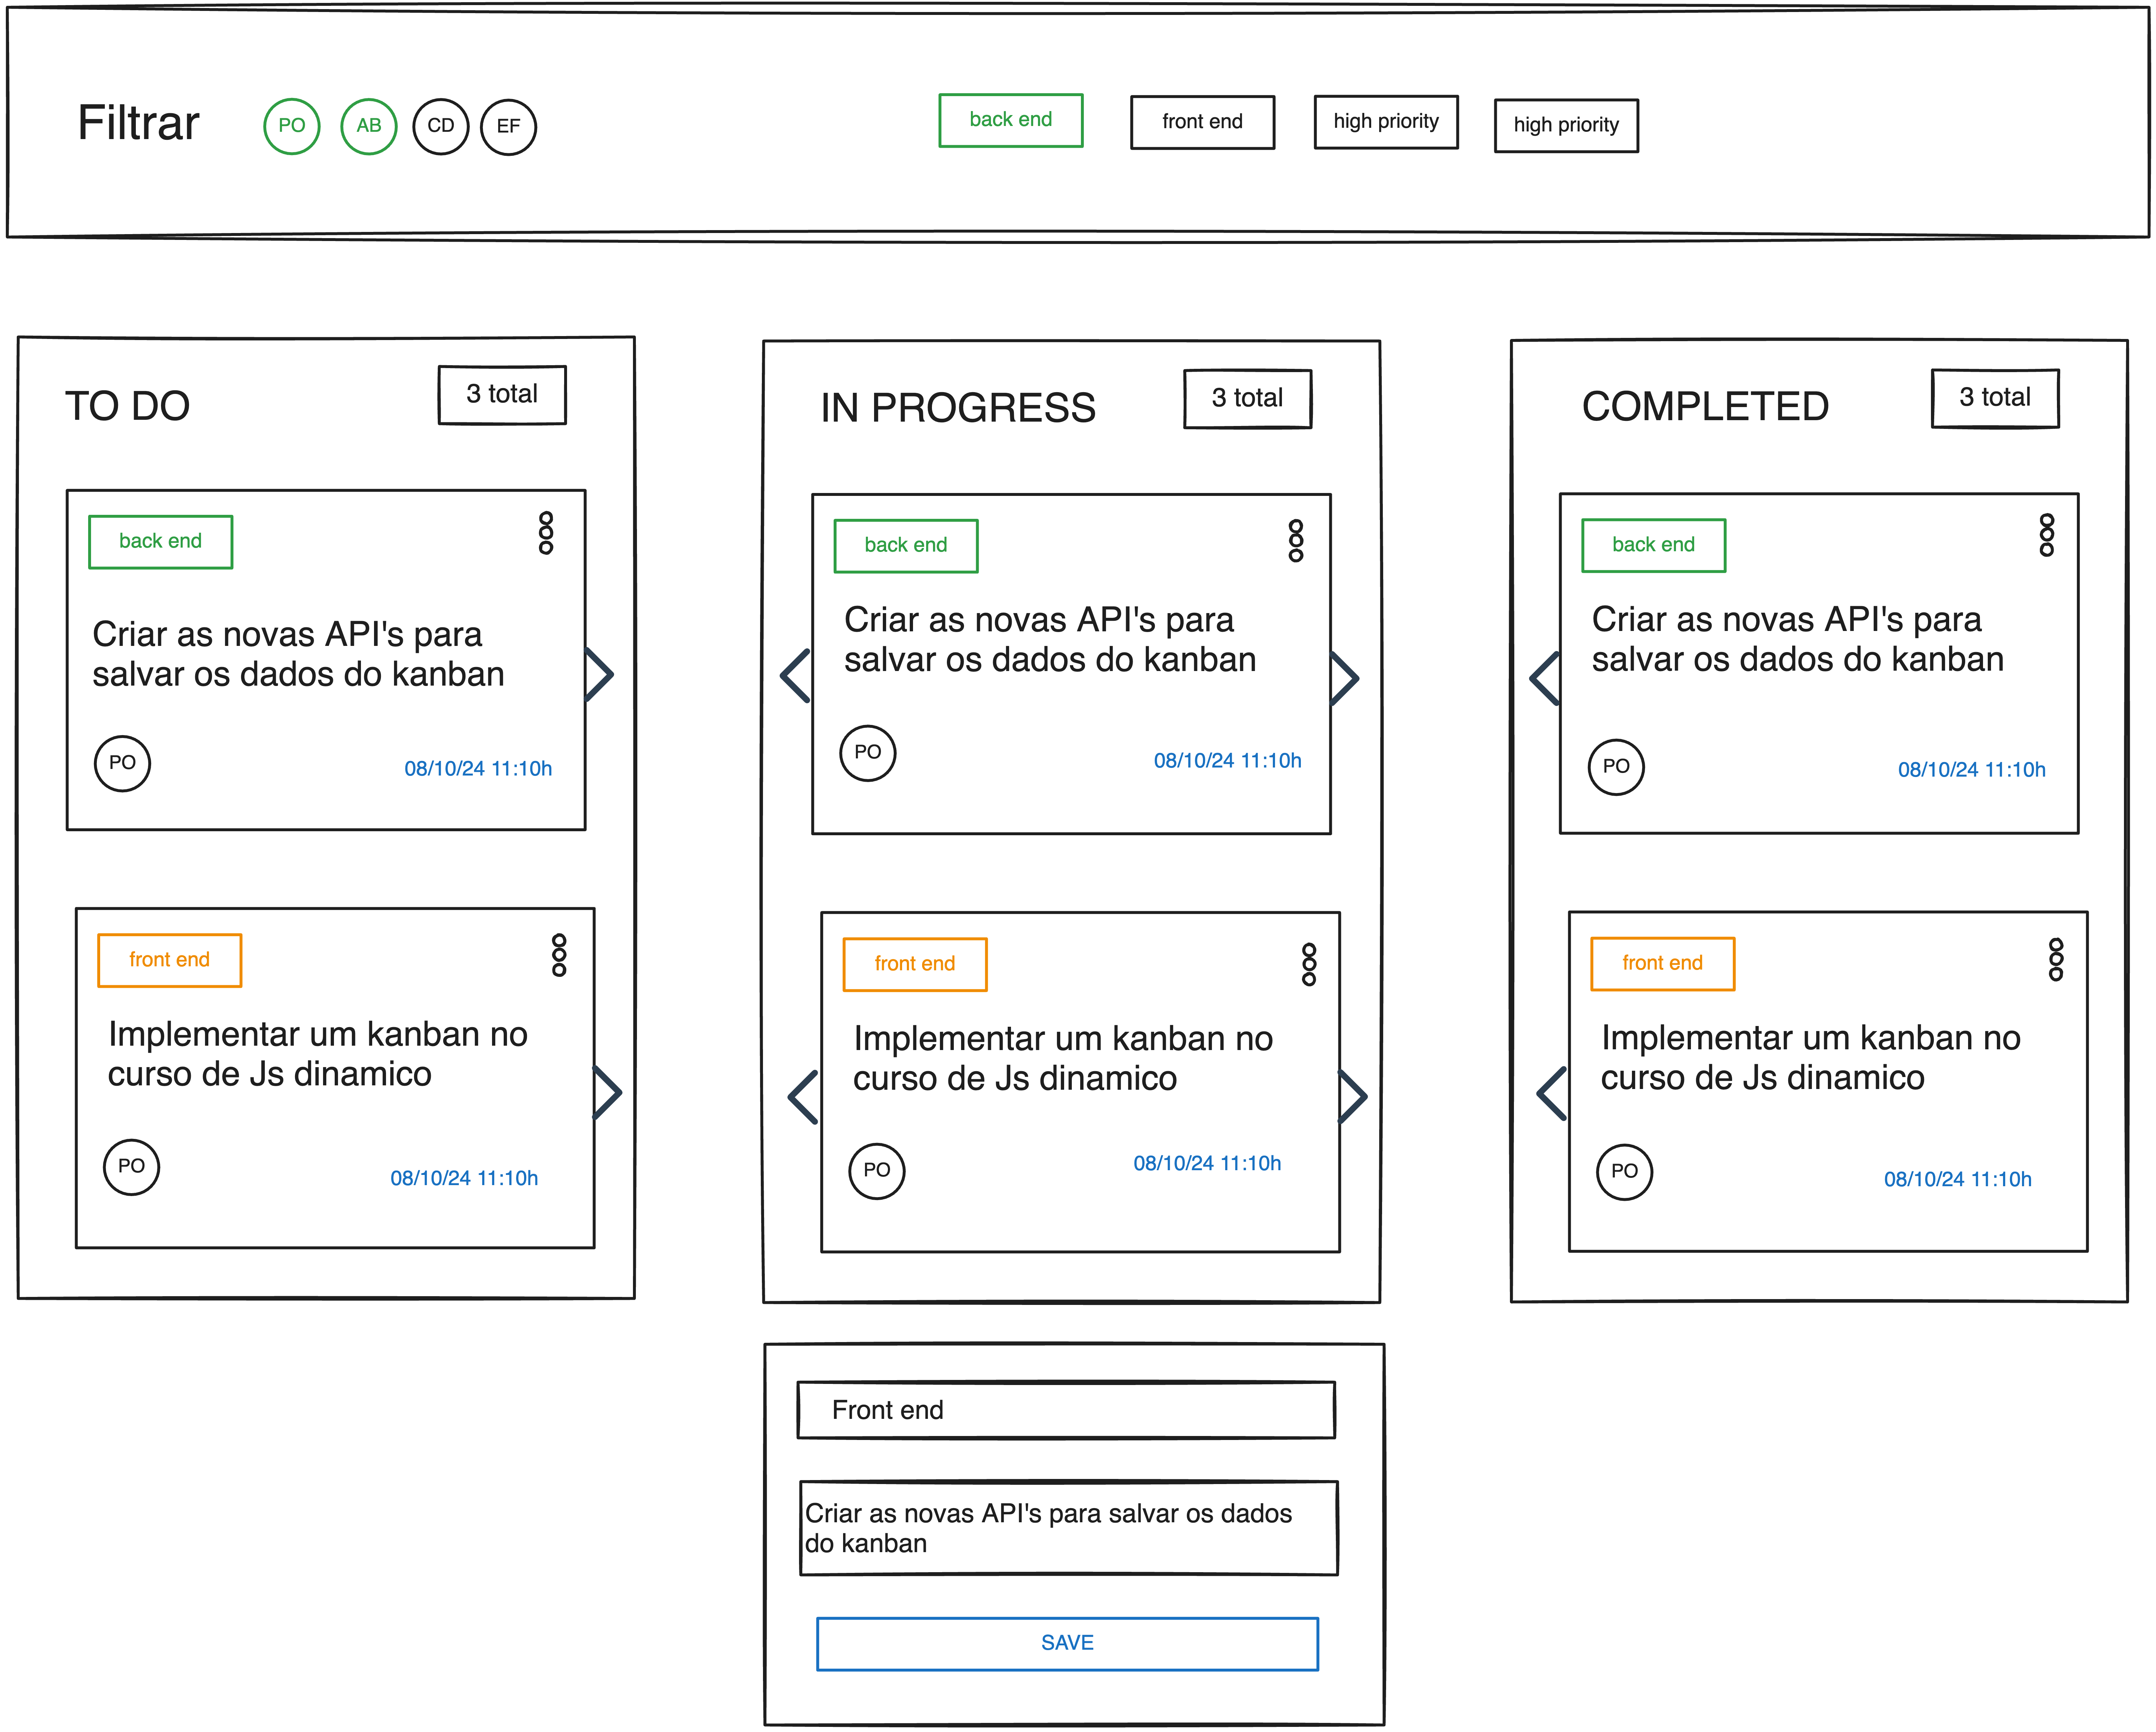 Filtrar
PO
AB
CD
EF
back end
front end
high priority
high priority
TO DO
3 total
back end
Criar as novas API's para
salvar os dados do kanban
PO
08/10/24 11:10h
front end
Implementar um kanban no
curso de Js dinamico
PO
08/10/24 11:10h
IN PROGRESS
3 total
back end
Criar as novas API's para
salvar os dados do kanban
PO
08/10/24 11:10h
front end
Implementar um kanban no
curso de Js dinamico
PO
08/10/24 11:10h
COMPLETED
3 total
back end
Criar as novas API's para
salvar os dados do kanban
PO
08/10/24 11:10h
front end
Implementar um kanban no
curso de Js dinamico
PO
08/10/24 11:10h
Front end
Criar as novas API's para salvar os dados
do kanban
SAVE